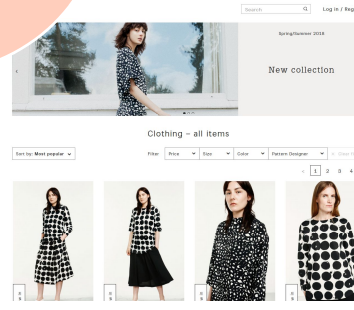 Search
Log in / Reg
Spring/Summer 2018
New collection
Clothing – all items
Sort by: Most popular
Filter
Price
Size
Color
Pattern Designer
× Clear f
< 1 2 3 4